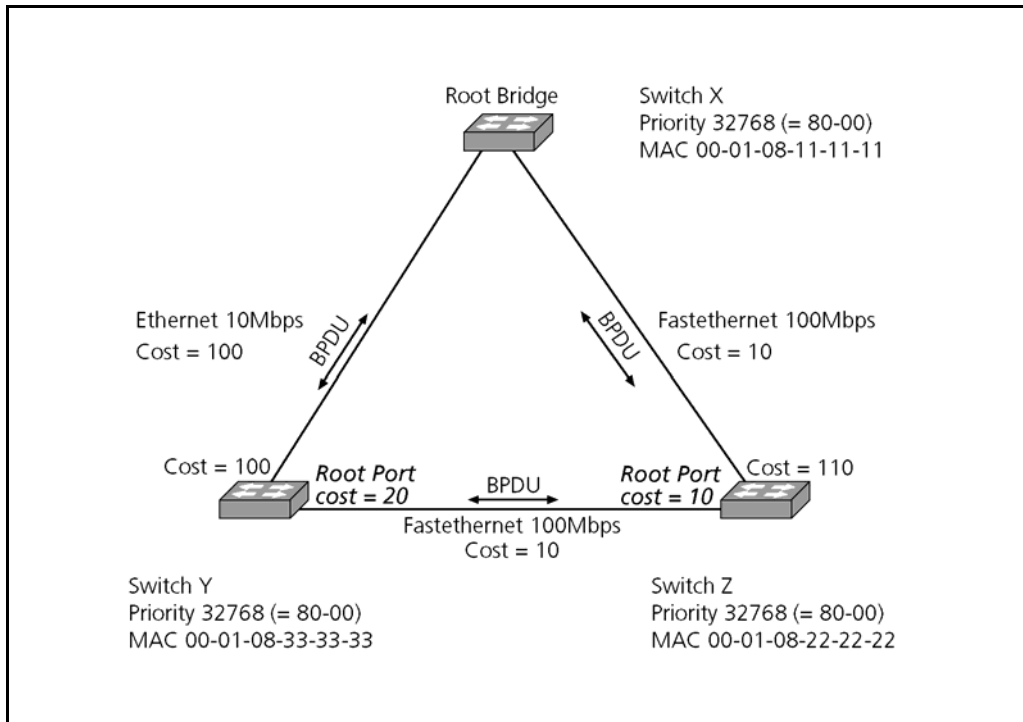 Root Bridge
Switch X
Priority 32768 (= 80-00)
MAC 00-01-08-11-11-11
Ethernet 10Mbps
Cost = 100
BPDU
BPDU
Fastethernet 100Mbps
Cost = 10
Cost = 100
Root Port
cost = 20
BPDU
Root Port
cost = 10
Cost = 110
Fastethernet 100Mbps
Cost = 10
Switch Y
Priority 32768 (= 80-00)
MAC 00-01-08-33-33-33
Switch Z
Priority 32768 (= 80-00)
MAC 00-01-08-22-22-22